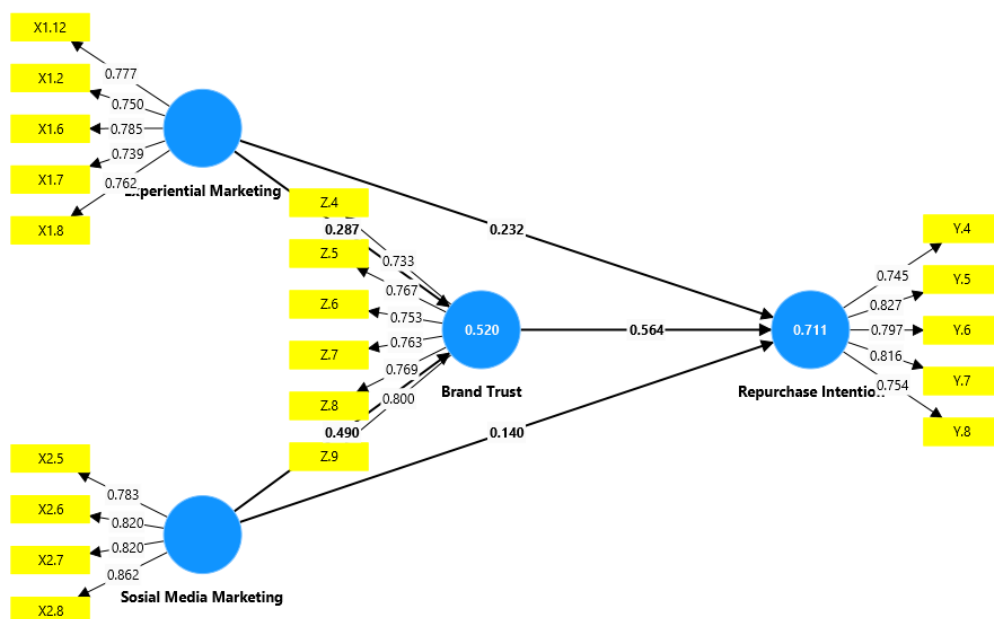 X1.12
0.777
X1.2
0.750
X1.6
0.785
X1.7
0.739
X1.8
0.762
Experiential Marketing
Z.4
0.287
0.733
Z.5
0.767
Z.6
0.753
Z.7
0.763
Z.8
0.769
0.800
0.490
Z.9
0.232
0.520
Brand Trust
0.564
0.140
0.711
Repurchase Intention
Y.4
0.745
Y.5
0.827
Y.6
0.797
Y.7
0.816
Y.8
0.754
X2.5
0.783
X2.6
0.820
X2.7
0.820
X2.8
0.862
Sosial Media Marketing